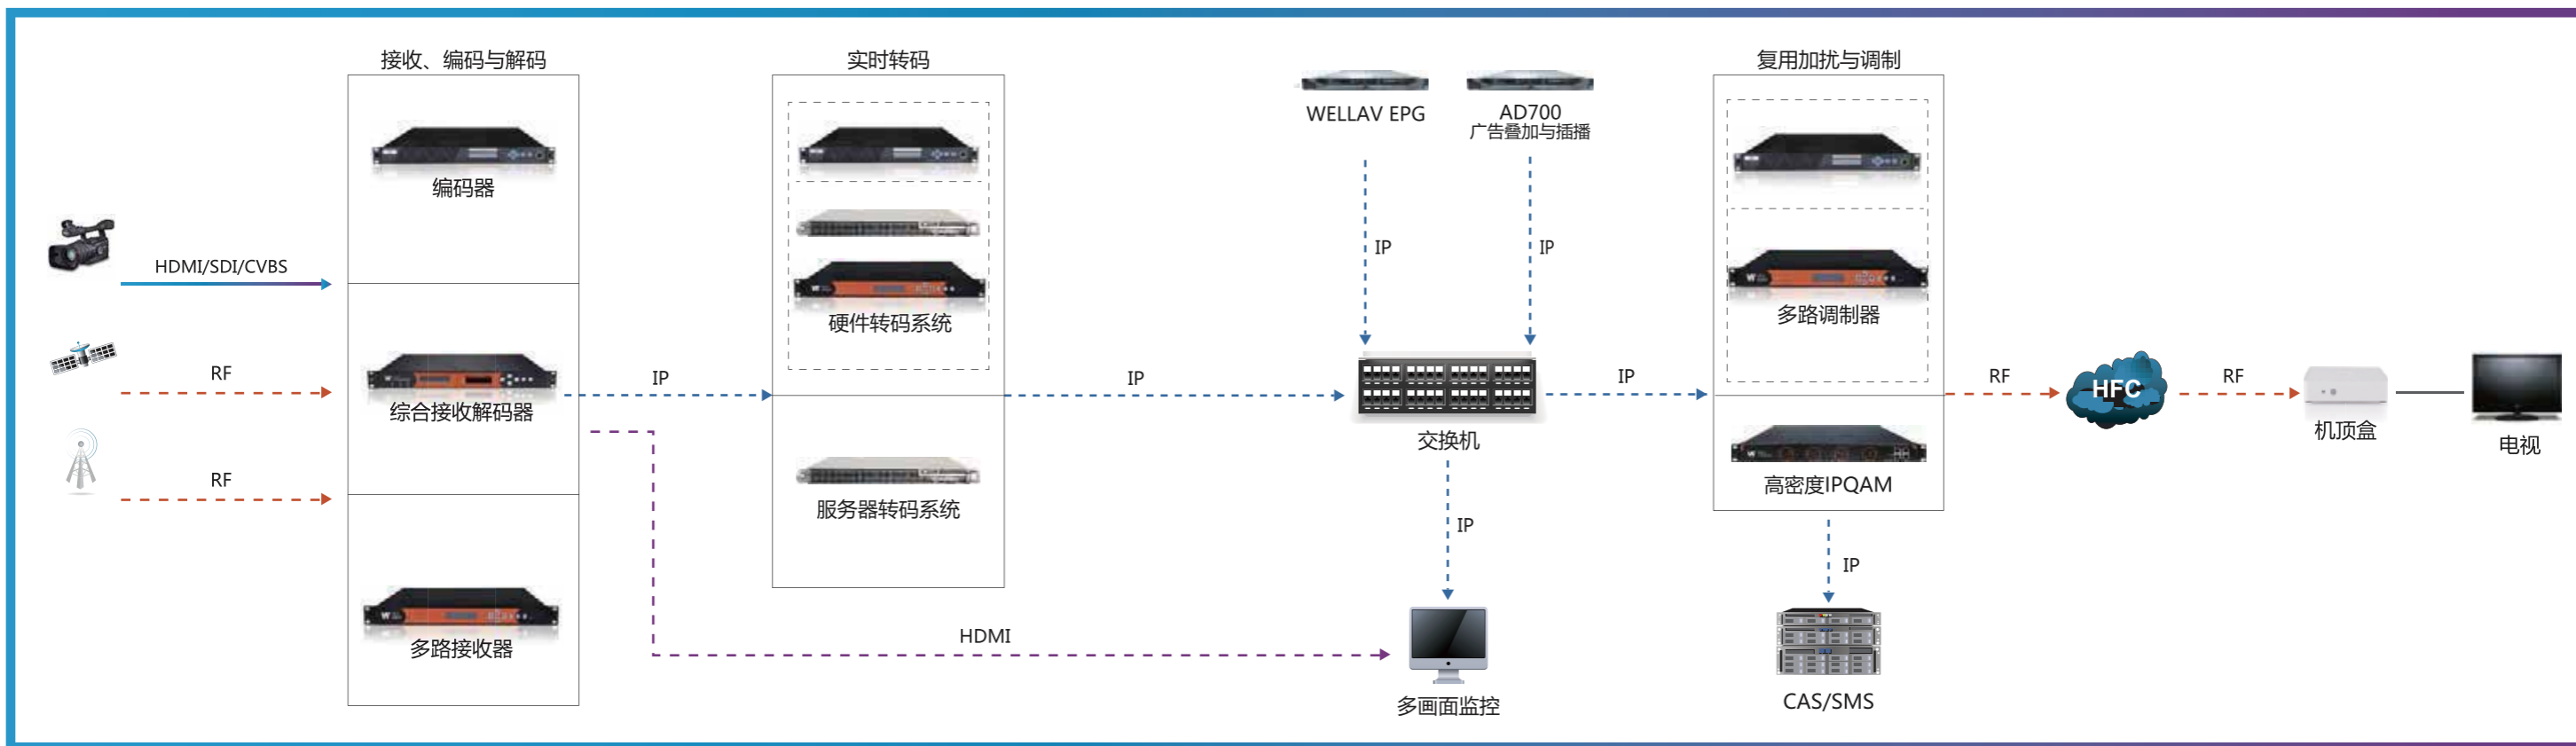 接收、编码与解码
编码器
HDMI/SDI/CVBS
RF
综合接收解码器
RF
多路接收器
IP
HDMI
实时转码
硬件转码系统
服务器转码系统
IP
WELLAV EPG
AD700
广告叠加与插播
IP
IP
交换机
IP
IP
多画面监控
复用加扰与调制
多路调制器
高密度IPQAM
IP
CAS/SMS
RF
HFC
RF
机顶盒
电视